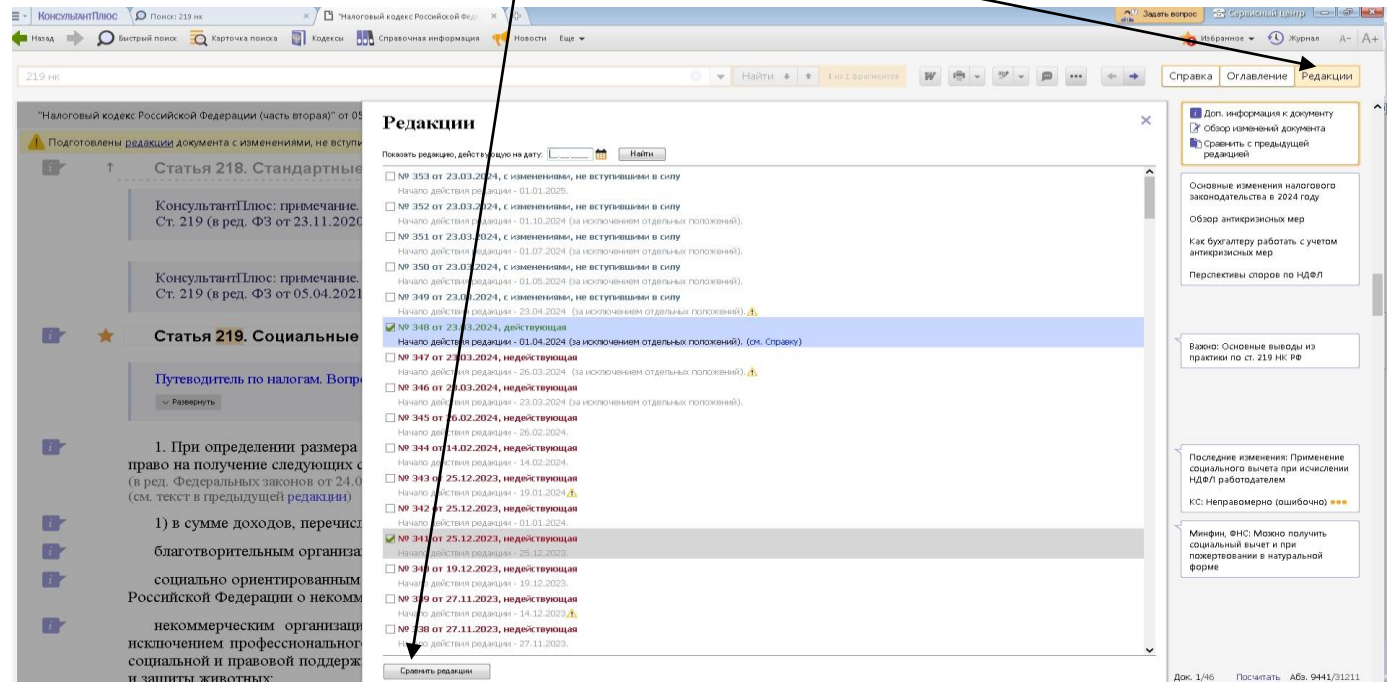 КонсультантПлюс
Поиск: 219 нк
"Налоговый кодекс Российской Феде
Задать вопрос
Сервисный центр
Назад
Быстрый поиск
Карточка поиска
Кодексы
Справочная информация
Новости
Еще
Избранное
Журнал
A-
A+
219 нк
Найти
1 из 1 фрагментов
W
Справка
Оглавление
Редакции
"Налоговый кодекс Российской Федерации (часть вторая)" от 05
Подготовлены редакции документа с изменениями, не вступи
Статья 218. Стандартные
КонсультантПлюс: примечание.
Ст. 219 (в ред. ФЗ от 23.11.2020
КонсультантПлюс: примечание.
Ст. 219 (в ред. ФЗ от 05.04.2021
Статья 219. Социальные
Путеводитель по налогам. Вопро
Развернуть
1. При определении размера
право на получение следующих с
(в ред. Федеральных законов от 24.0
(см. текст в предыдущей редакции)
1) в сумме доходов, перечисл
благотворительным организа
социально ориентированным
Российской Федерации о некомм
некоммерческим организаци
исключением профессионального
социальной и правовой поддерж
и защиты животных;
Редакции
Показать редакцию, действующую на дату:
Найти
№ 353 от 23.03.2024, с изменениями, не вступившими в силу
Начало действия редакции - 01.01.2025.
№ 352 от 23.03.2024, с изменениями, не вступившими в силу
Начало действия редакции - 01.10.2024 (за исключением отдельных положений).
№ 351 от 23.03.2024, с изменениями, не вступившими в силу
Начало действия редакции - 01.07.2024 (за исключением отдельных положений).
№ 350 от 23.03.2024, с изменениями, не вступившими в силу
Начало действия редакции - 01.05.2024 (за исключением отдельных положений).
№ 349 от 23.03.2024, с изменениями, не вступившими в силу
Начало действия редакции - 23.04.2024 (за исключением отдельных положений).
№ 348 от 23.03.2024, действующая
Начало действия редакции - 01.04.2024 (за исключением отдельных положений). (см. Справку)
№ 347 от 23.03.2024, недействующая
Начало действия редакции - 26.03.2024 (за исключением отдельных положений).
№ 346 от 23.03.2024, недействующая
Начало действия редакции - 23.03.2024 (за исключением отдельных положений).
№ 345 от 26.02.2024, недействующая
Начало действия редакции - 26.02.2024.
№ 344 от 14.02.2024, недействующая
Начало действия редакции - 14.02.2024.
№ 343 от 25.12.2023, недействующая
Начало действия редакции - 19.01.2024
№ 342 от 25.12.2023, недействующая
Начало действия редакции - 01.01.2024.
№ 341 от 25.12.2023, недействующая
Начало действия редакции - 25.12.2023.
№ 340 от 19.12.2023, недействующая
Начало действия редакции - 19.12.2023.
№ 339 от 27.11.2023, недействующая
Начало действия редакции - 14.12.2023
№ 338 от 27.11.2023, недействующая
Начало действия редакции - 27.11.2023.
Сравнить редакции
Доп. информация к документу
Обзор изменений документа
Сравнить с предыдущей
редакцией
Основные изменения налогового
законодательства в 2024 году
Обзор антикризисных мер
Как бухгалтеру работать с учетом
антикризисных мер
Перспективы споров по НДФЛ
Важно: Основные выводы из
практики по ст. 219 НК РФ
Последние изменения: Применение
социального вычета при исчислении
НДФЛ работодателем
КС: Неправомерно (ошибочно)
Минфин, ФНС: Можно получить
социальный вычет и при
пожертвовании в натуральной
форме
Док. 1/46
Посчитать
Абз. 9441/31211